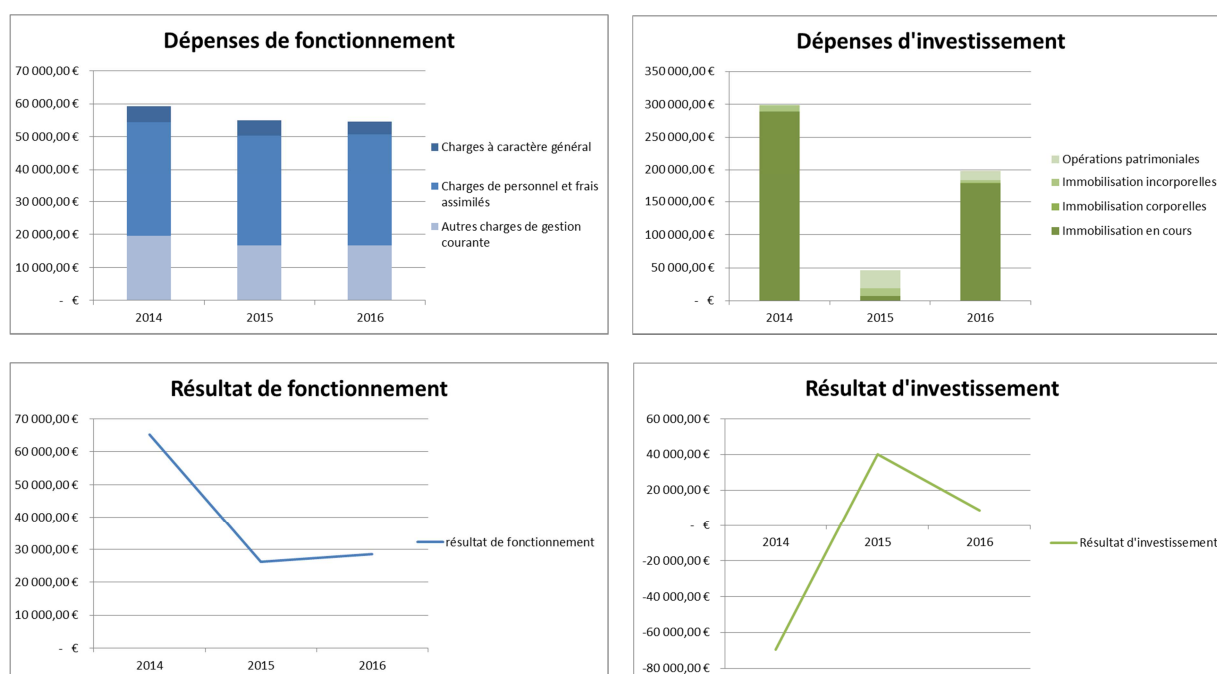 Dépenses de fonctionnement
70 000,00 €
60 000,00 €
50 000,00 €
40 000,00 €
30 000,00 €
20 000,00 €
10 000,00 €
- €
2014
2015
2016
Charges à caractère général
Charges de personnel et frais
assimilés
Autres charges de gestion
courante
Dépenses d'investissement
350 000,00 €
300 000,00 €
250 000,00 €
200 000,00 €
150 000,00 €
100 000,00 €
50 000,00 €
- €
2014
2015
2016
Opérations patrimoniales
Immobilisation incorporelles
Immobilisation corporelles
Immobilisation en cours
Résultat de fonctionnement
70 000,00 €
60 000,00 €
50 000,00 €
40 000,00 €
30 000,00 €
20 000,00 €
10 000,00 €
- €
2014
2015
2016
résultat de fonctionnement
Résultat d'investissement
60 000,00 €
40 000,00 €
20 000,00 €
- €
-20 000,00 €
-40 000,00 €
-60 000,00 €
-80 000,00 €
2014
2015
2016
Résultat d'investissement